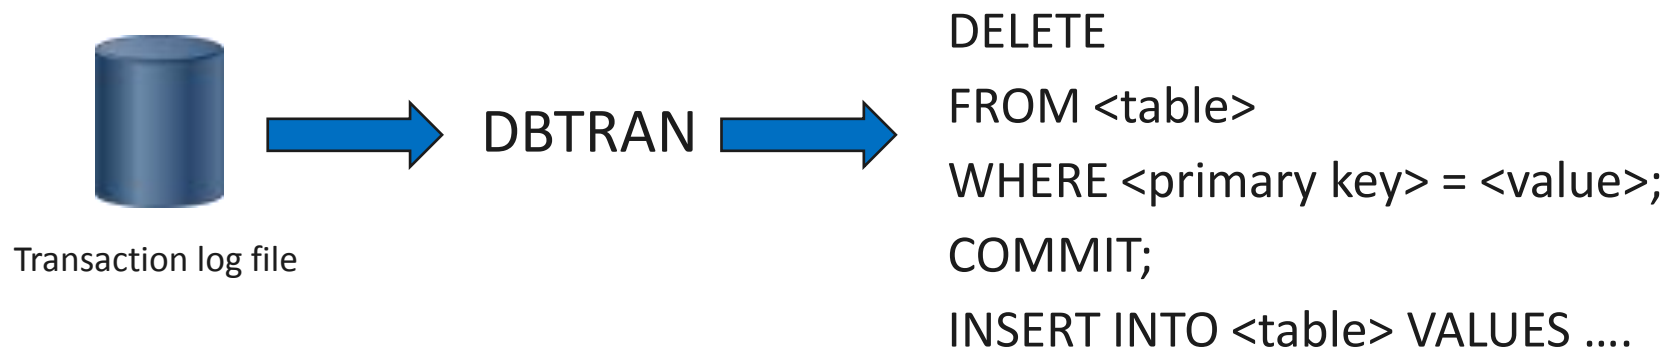 Transaction log file
DBTRAN
DELETE
FROM <table>
WHERE <primary key> = <value>;
COMMIT;
INSERT INTO <table> VALUES ....